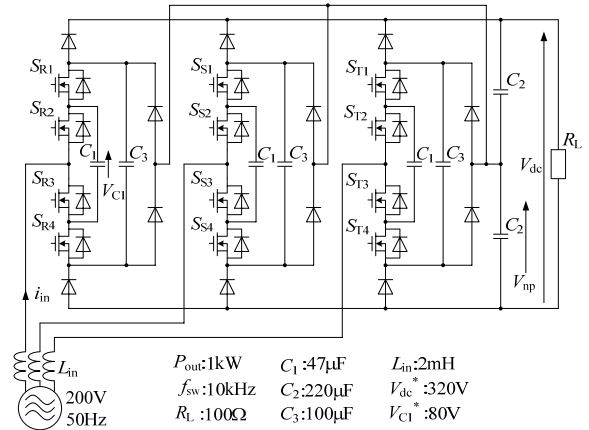 S_R1 S_S1 S_T1
C_2
S_R2 S_S2 S_T2
R_L
C_1 C_3 C_1 C_3 C_1 C_3
V_dc
V_C1
S_R3 S_S3 S_T3
C_2
S_R4 S_S4 S_T4
V_np
i_in
L_in
P_out:1kW C_1:47μF L_in:2mH
f_sw:10kHz C_2:220μF V_dc*:320V
R_L:100Ω C_3:100μF V_C1*:80V
200V
50Hz